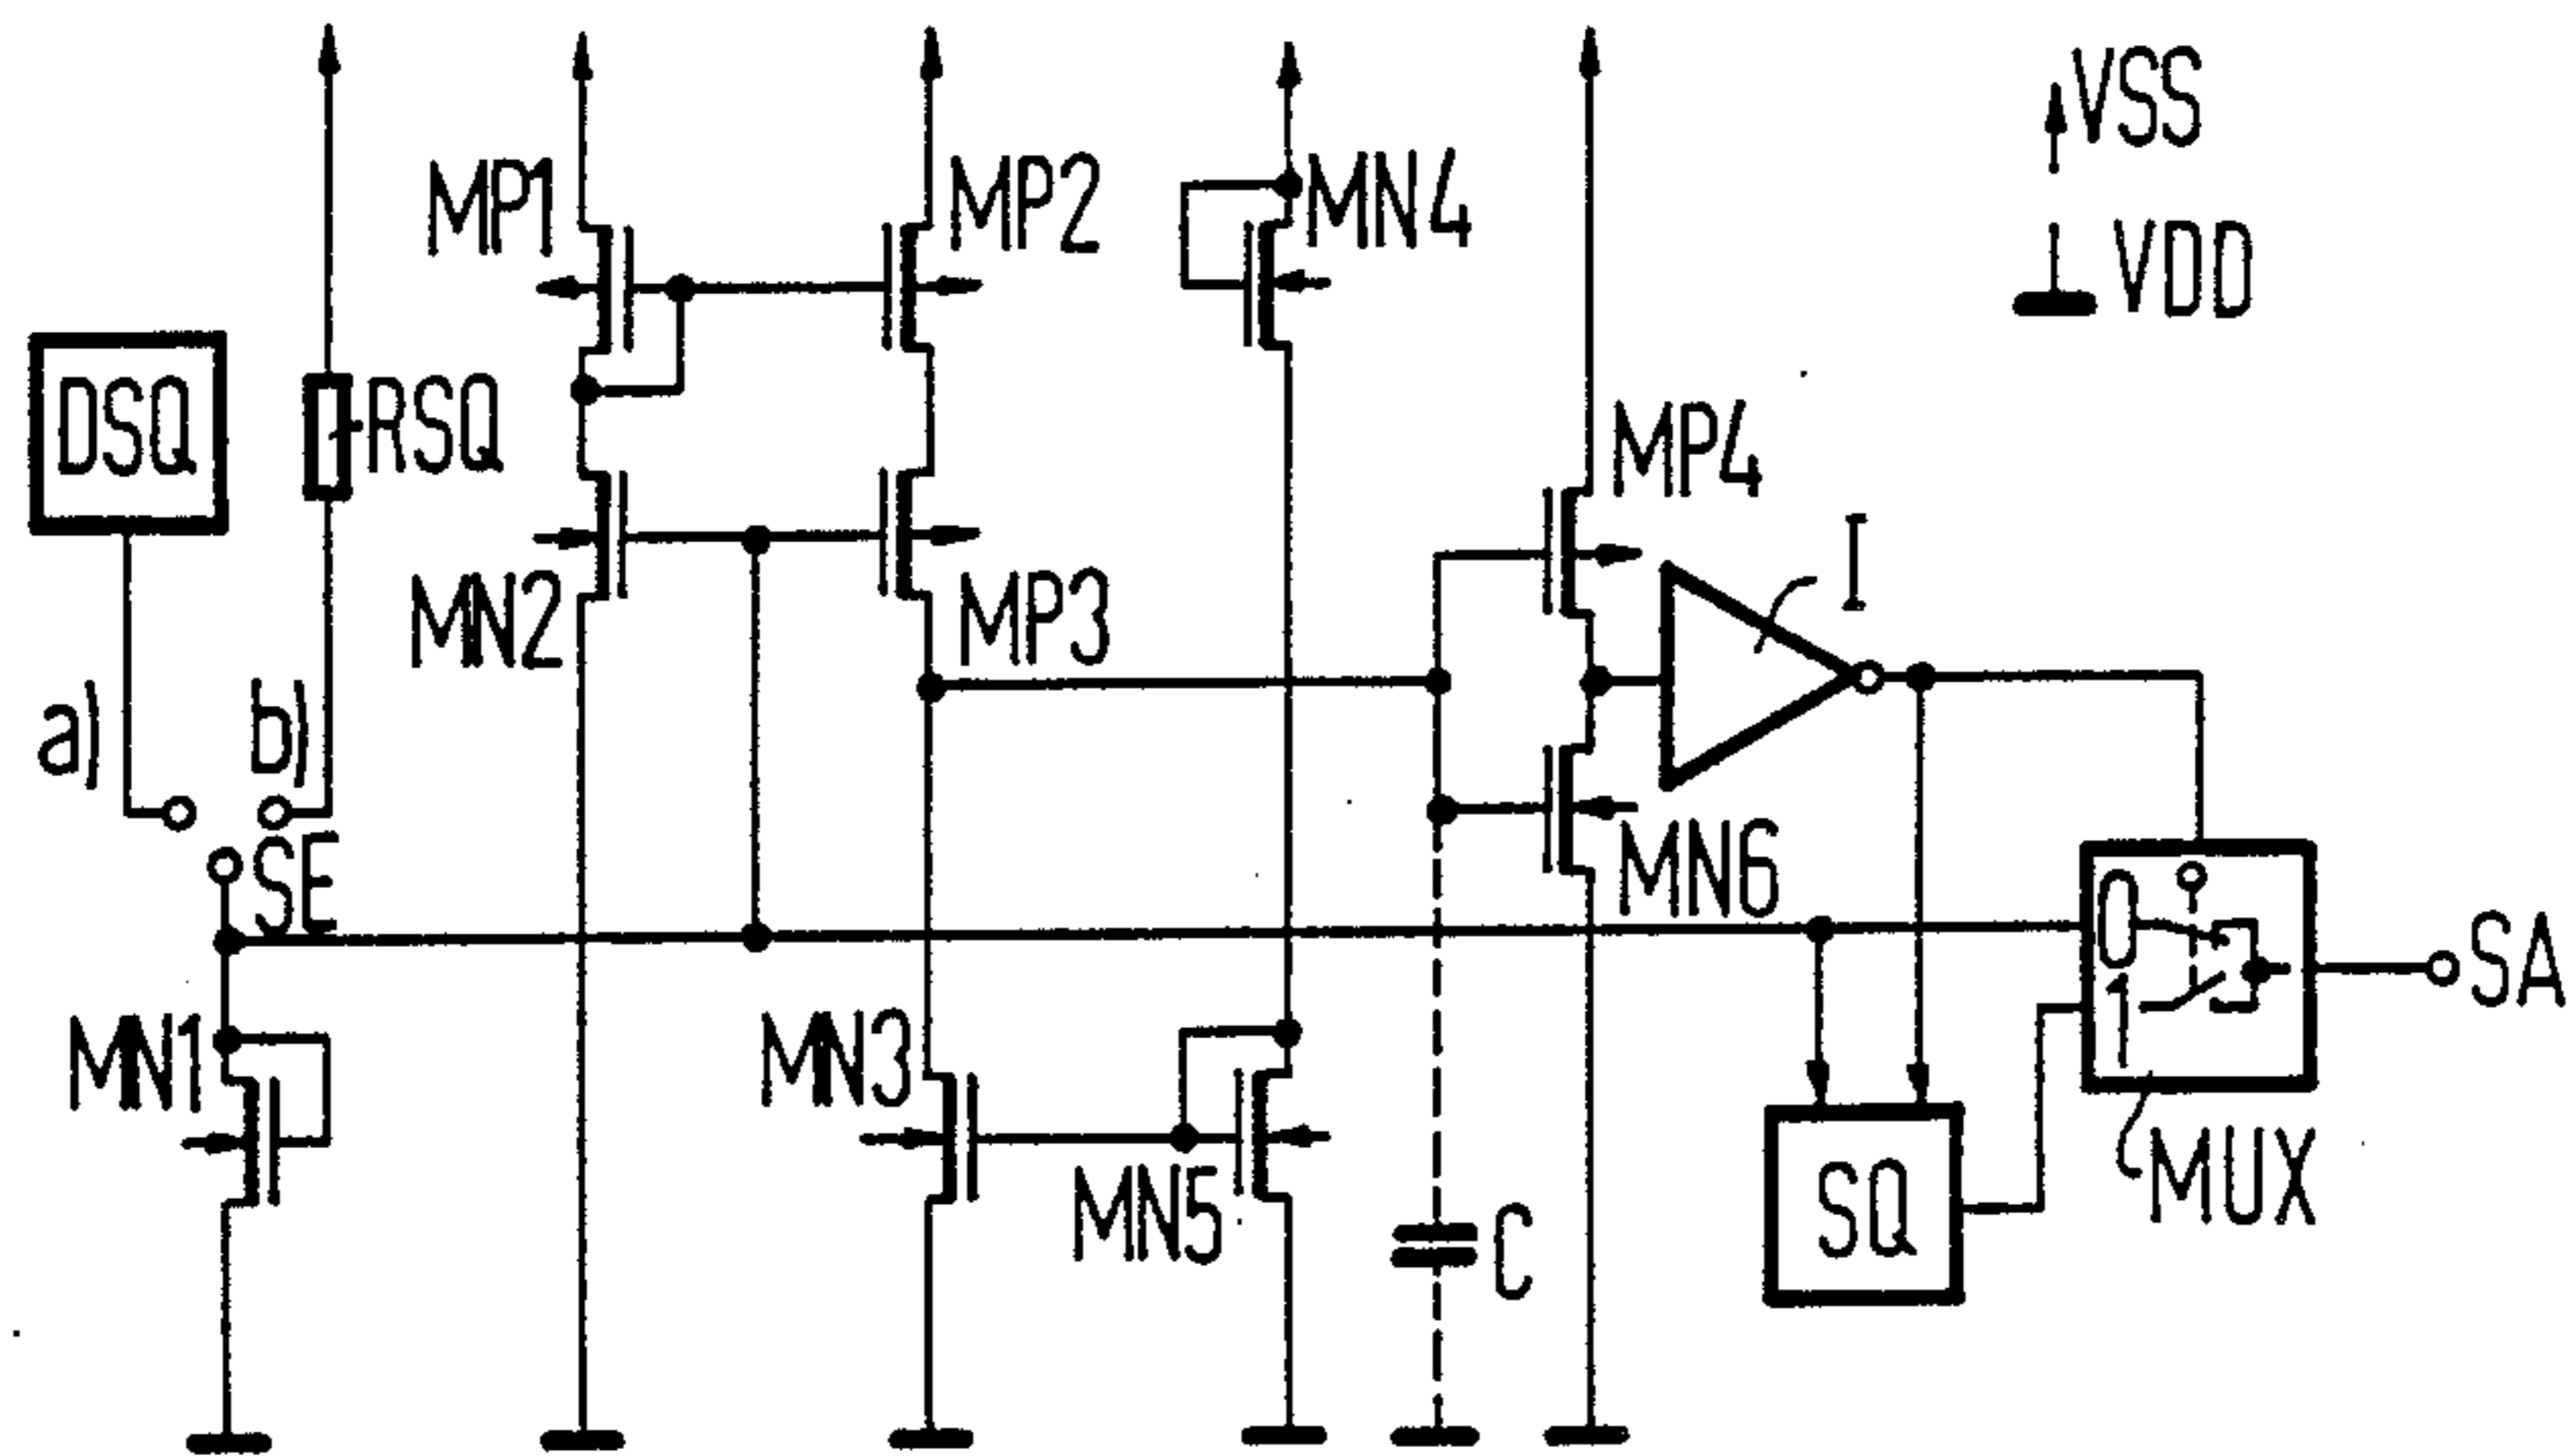 VSS
MP1
MP2
MN4
VDD
DSQ
RSQ
MP4
I
MN2
MP3
a)
b)
SE
MN6
0
SA
1
MN1
MN3
MN5
MUX
SQ
C